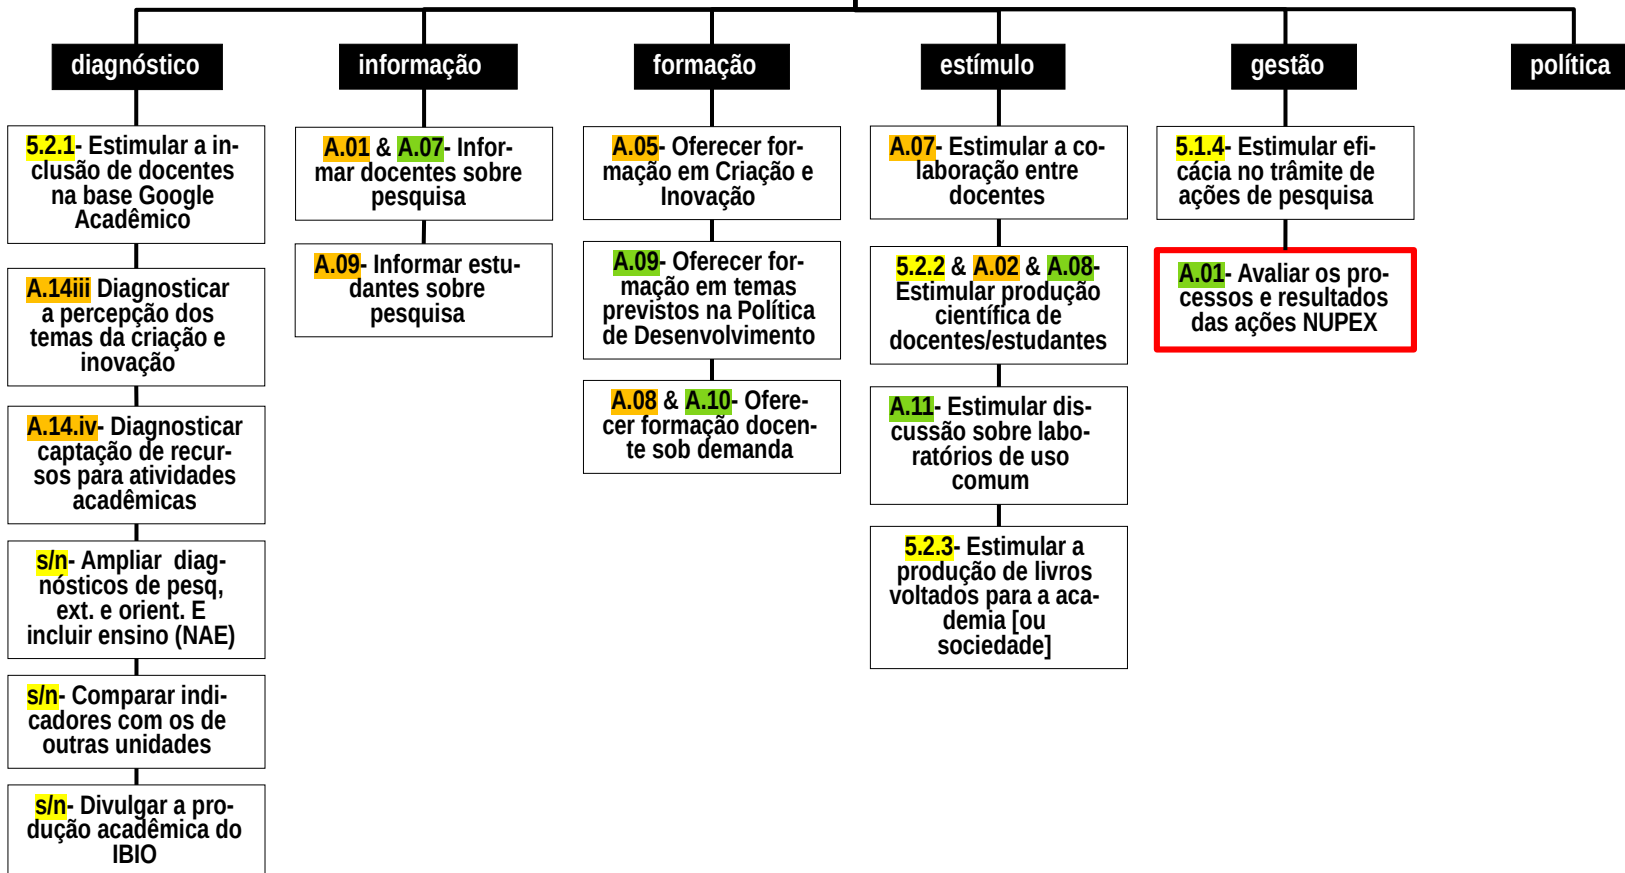 diagnóstico
5.2.1- Estimular a in-
clusão de docentes
na base Google
Acadêmico
A.14iii Diagnosticar
a percepção dos
temas da criação e
inovação
A.14.iv- Diagnosticar
captação de recur-
sos para atividades
acadêmicas
s/n- Ampliar diag-
nósticos de pesq,
ext. e orient. E
incluir ensino (NAE)
s/n- Comparar indi-
cadores com os de
outras unidades
s/n- Divulgar a pro-
dução acadêmica do
IBIO
informação
A.01 & A.07- Infor-
mar docentes sobre
pesquisa
A.09- Informar estu-
dantes sobre
pesquisa
formação
A.05- Oferecer for-
mação em Criação e
Inovação
A.09- Oferecer for-
mação em temas
previstos na Política
de Desenvolvimento
A.08 & A.10- Ofere-
cer formação docen-
te sob demanda
estímulo
A.07- Estimular a co-
laboração entre
docentes
5.2.2 & A.02 & A.08-
Estimular produção
científica de
docentes/estudantes
A.11- Estimular dis-
cussão sobre labo-
ratórios de uso
comum
5.2.3- Estimular a
produção de livros
voltados para a aca-
demia [ou
sociedade]
gestão
5.1.4- Estimular efi-
cácia no trâmite de
ações de pesquisa
A.01- Avaliar os pro-
cessos e resultados
das ações NUPEX
política